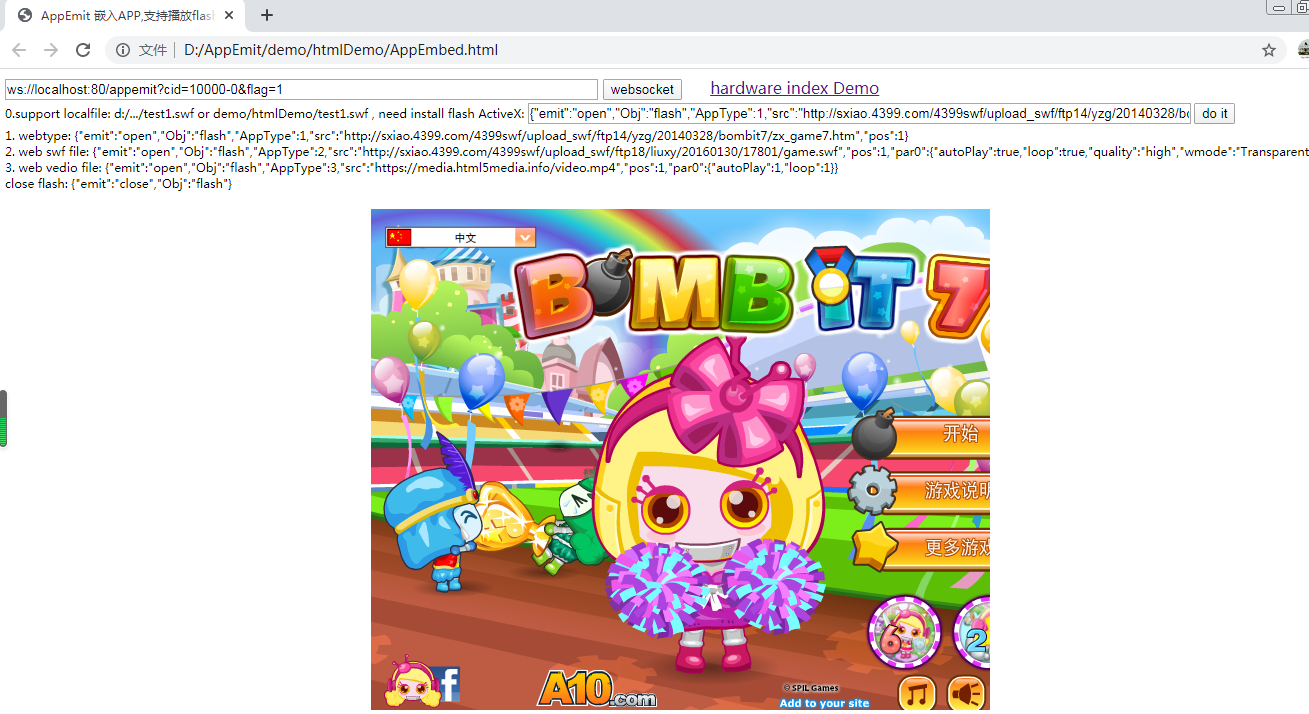 AppEmit 嵌入APP,支持播放flas
文件 D:/AppEmit/demo/htmlDemo/AppEmbed.html
ws://localhost:80/appemit?cid=10000-0&flag=1 websocket hardware index Demo
0.support localfile: d:/.../test1.swf or demo/htmlDemo/test1.swf , need install flash ActiveX: {"emit":"open","Obj":"flash","AppType":1,"src":"http://sxiao.4399.com/4399swf/upload_swf/ftp14/yzg/20140328/bo do it
1. webtype: {"emit":"open","Obj":"flash","AppType":1,"src":"http://sxiao.4399.com/4399swf/upload_swf/ftp14/yzg/20140328/bombit7/zx_game7.htm","pos":1}
2. web swf file: {"emit":"open","Obj":"flash","AppType":2,"src":"http://sxiao.4399.com/4399swf/upload_swf/ftp18/liuxy/20160130/17801/game.swf","pos":1,"par0":{"autoPlay":true,"loop":true,"quality":"high","wmode":"Transparent
3. web vedio file: {"emit":"open","Obj":"flash","AppType":3,"src":"https://media.html5media.info/video.mp4","pos":1,"par0":{"autoPlay":1,"loop":1}}
close flash: {"emit":"close","Obj":"flash"}
中文
BOMB IT 7
开始
游戏说明
更多游戏
6 2
f A10.com © SPIL Games
Add to your site